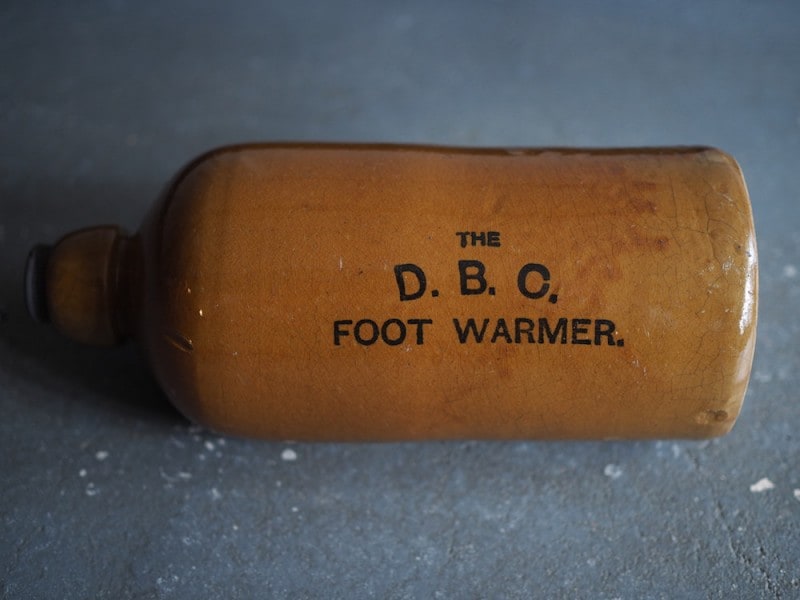 THE
D. B. C.
FOOT WARMER.